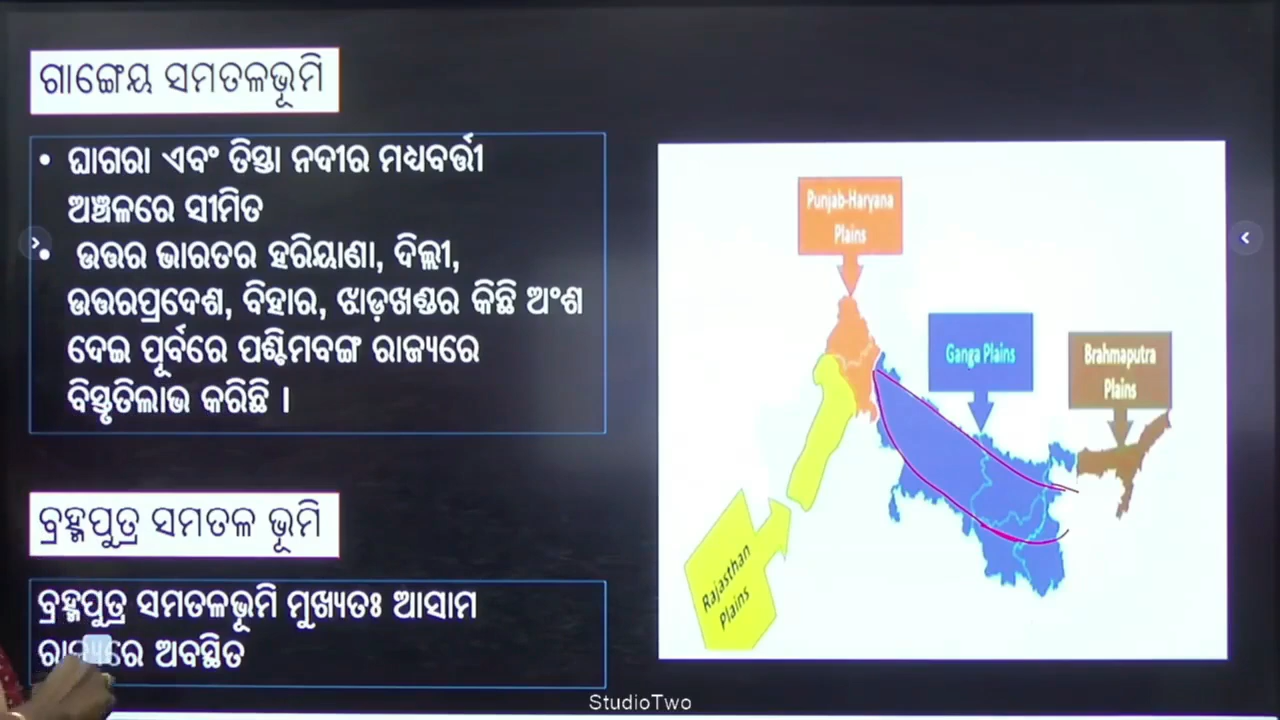 ଗାଙ୍ଗେୟ ସମତଳଭୂମି
• ଘାଗରା ଏବଂ ତିସ୍ତା ନଦୀର ମଧ୍ୟବର୍ତ୍ତୀ
ଅଞ୍ଚଳରେ ସୀମିତ
• ଉତ୍ତର ଭାରତର ହରିୟାଣା, ଦିଲ୍ଲୀ,
ଉତ୍ତରପ୍ରଦେଶ, ବିହାର, ଝାଡ଼ଖଣ୍ଡର କିଛି ଅଂଶ
ଦେଇ ପୂର୍ବରେ ପଶ୍ଚିମବଙ୍ଗ ରାଜ୍ୟରେ
ବିସ୍ତୃତିଲାଭ କରିଛି ।
ବ୍ରହ୍ମପୁତ୍ର ସମତଳ ଭୂମି
ବ୍ରହ୍ମପୁତ୍ର ସମତଳଭୂମି ମୁଖ୍ୟତଃ ଆସାମ
ରାଜ୍ୟରେ ଅବସ୍ଥିତ
Punjab-Haryana
Plains
Ganga Plains
Brahmaputra
Plains
Rajasthan
Plains
StudioTwo